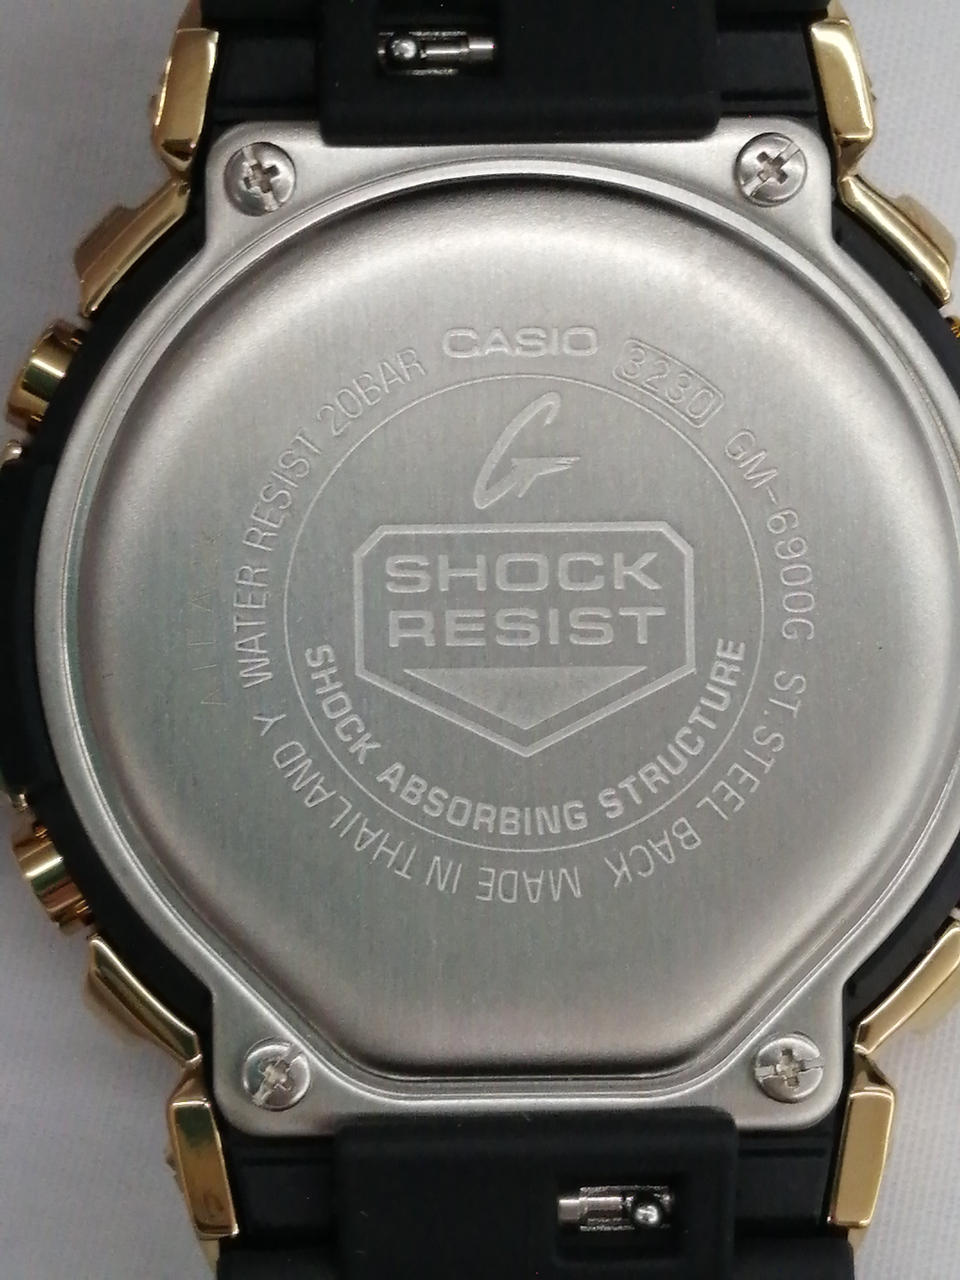 CASIO
3230
GM-6900G ST.STEEL BACK MADE IN THAILAND Y WATER RESIST 20BAR
G
SHOCK
RESIST
SHOCK ABSORBING STRUCTURE